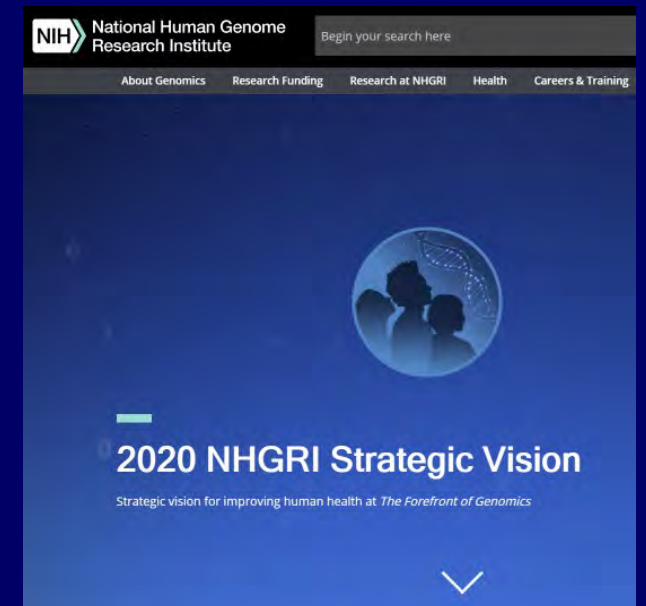 NIH National Human Genome
Research Institute
Begin your search here
About Genomics Research Funding Research at NHGRI Health Careers & Training
2020 NHGRI Strategic Vision
Strategic vision for improving human health at The Forefront of Genomics